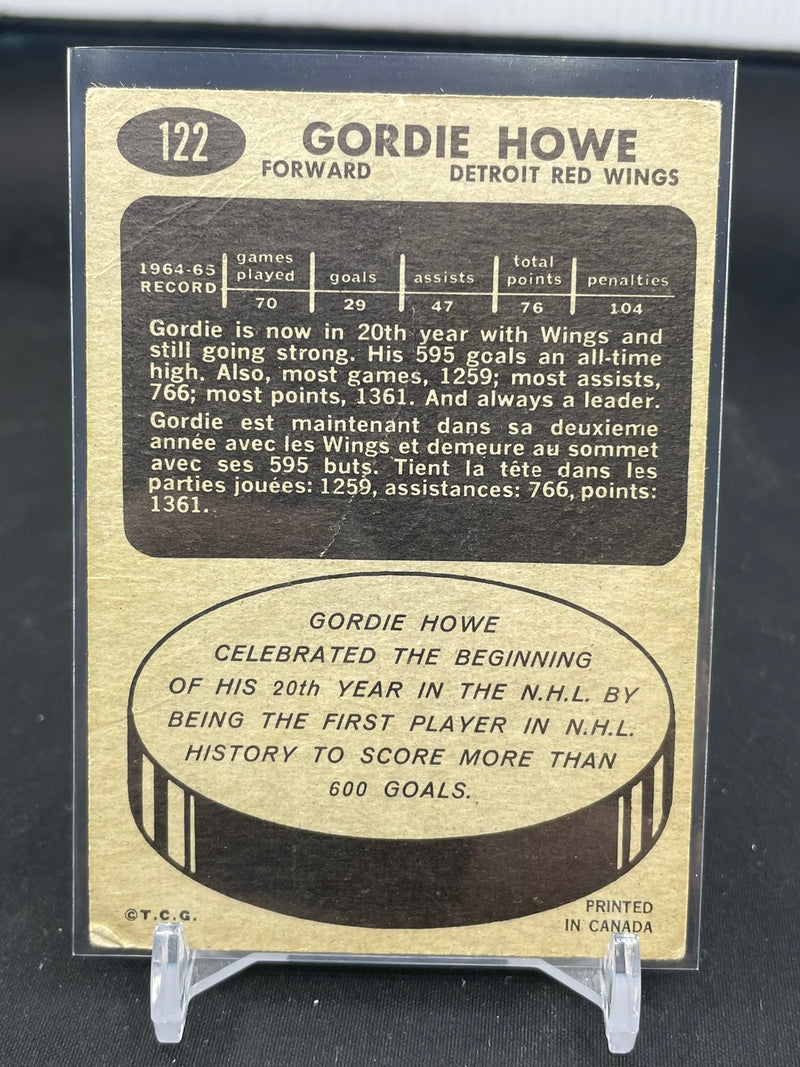 122
GORDIE HOWE
FORWARD DETROIT RED WINGS
1964-65 RECORD
games played goals assists total points penalties
70 29 47 76 104
Gordie is now in 20th year with Wings and
still going strong. His 595 goals an all-time
high. Also, most games, 1259; most assists,
766; most points, 1361. And always a leader.
Gordie est maintenant dans sa deuxieme
année avec les Wings et demeure au sommet
avec ses 595 buts. Tient la tête dans les
parties jouées: 1259, assistances: 766, points:
1361.
GORDIE HOWE
CELEBRATED THE BEGINNING
OF HIS 20th YEAR IN THE N.H.L. BY
BEING THE FIRST PLAYER IN N.H.L.
HISTORY TO SCORE MORE THAN
600 GOALS.
©T.C.G.
PRINTED
IN CANADA